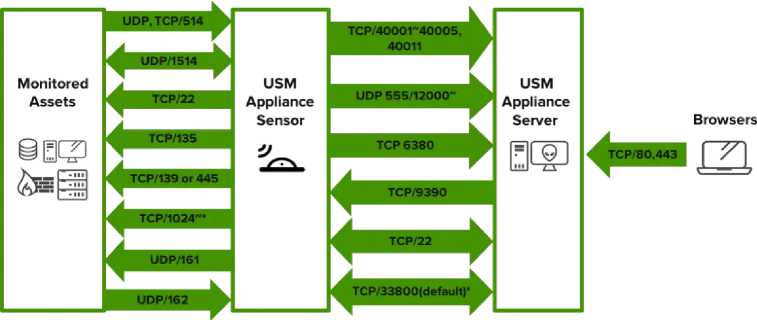 UDP, TCP/514
UDP/1514
TCP/22
TCP/135
TCP/139 or 445
TCP/1024~*
UDP/161
UDP/162
Monitored
Assets
USM
Appliance
Sensor
TCP/40001~40005,
40011
UDP 555/12000~
TCP 6380
TCP/9390
TCP/22
TCP/33800(default)*
USM
Appliance
Server
TCP/80,443
Browsers